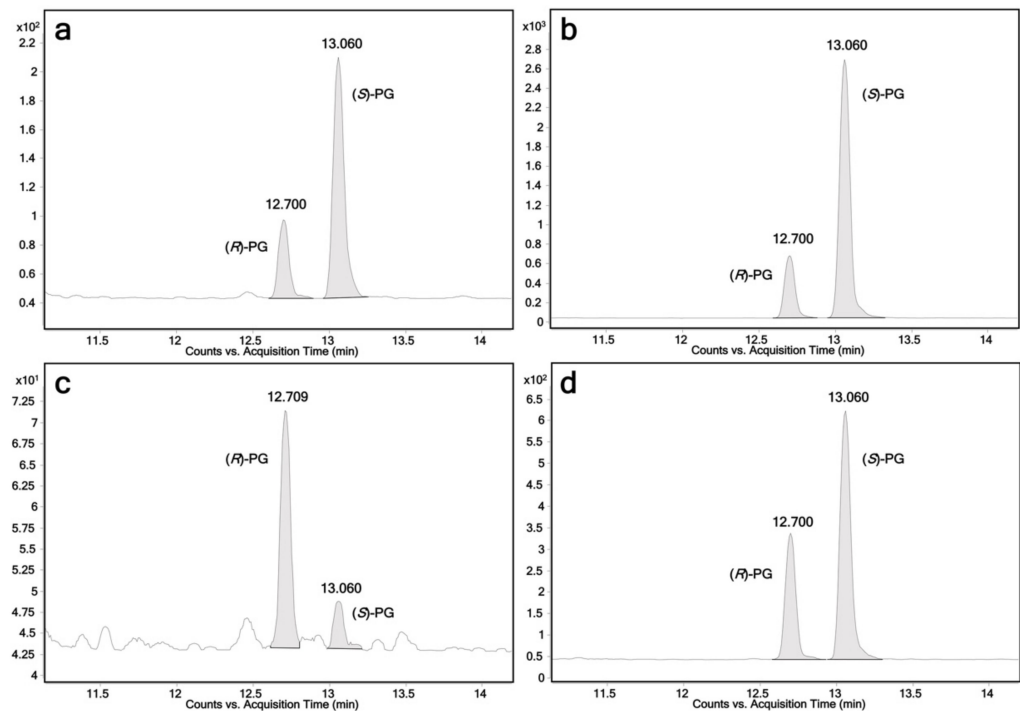 a
x10²
2.2
2
1.8
1.6
1.4
1.2
1
0.8
0.6
0.4
13.060
(S)-PG
12.700
(R)-PG
11.5 12 12.5 13 13.5 14
Counts vs. Acquisition Time (min)
b
x10³
2.8
2.6
2.4
2.2
2
1.8
1.6
1.4
1.2
1
0.8
0.6
0.4
0.2
0
13.060
(S)-PG
12.700
(R)-PG
11.5 12 12.5 13 13.5 14
Counts vs. Acquisition Time (min)
c
x10¹
7.25
7
6.75
6.5
6.25
6
5.75
5.5
5.25
5
4.75
4.5
4.25
4
12.709
(R)-PG
13.060
(S)-PG
11.5 12 12.5 13 13.5 14
Counts vs. Acquisition Time (min)
d
x10²
6.5
6
5.5
5
4.5
4
3.5
3
2.5
2
1.5
1
0.5
0
13.060
(S)-PG
12.700
(R)-PG
11.5 12 12.5 13 13.5 14
Counts vs. Acquisition Time (min)